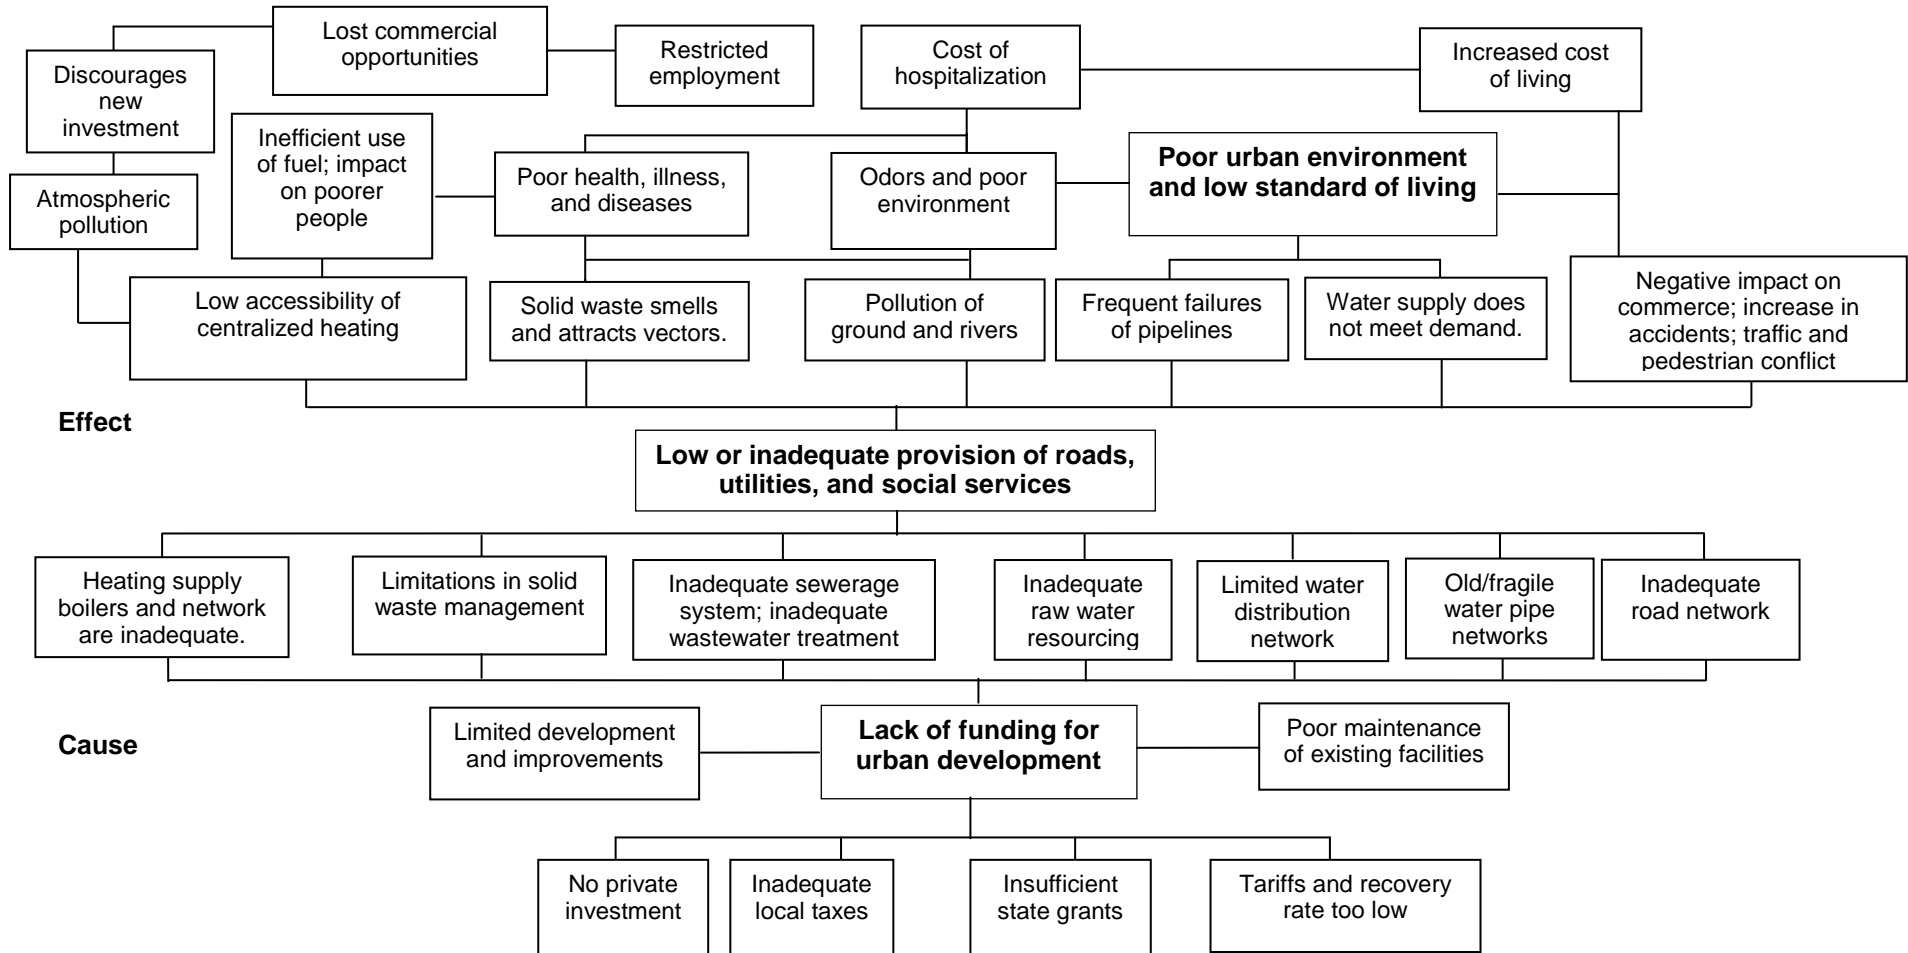 Lost commercial
opportunities
Restricted
employment
Cost of
hospitalization
Increased cost
of living
Discourages
new
investment
Inefficient use
of fuel; impact
on poorer
people
Poor health, illness,
and diseases
Odors and poor
environment
Poor urban environment
and low standard of living
Atmospheric
pollution
Low accessibility of
centralized heating
Solid waste smells
and attracts vectors.
Pollution of
ground and rivers
Frequent failures
of pipelines
Water supply does
not meet demand.
Negative impact on
commerce; increase in
accidents; traffic and
pedestrian conflict
Effect
Low or inadequate provision of roads,
utilities, and social services
Heating supply
boilers and network
are inadequate.
Limitations in solid
waste management
Inadequate sewerage
system; inadequate
wastewater treatment
Inadequate
raw water
resourcing
Limited water
distribution
network
Old/fragile
water pipe
networks
Inadequate
road network
Cause
Limited development
and improvements
Lack of funding for
urban development
Poor maintenance
of existing facilities
No private
investment
Inadequate
local taxes
Insufficient
state grants
Tariffs and recovery
rate too low